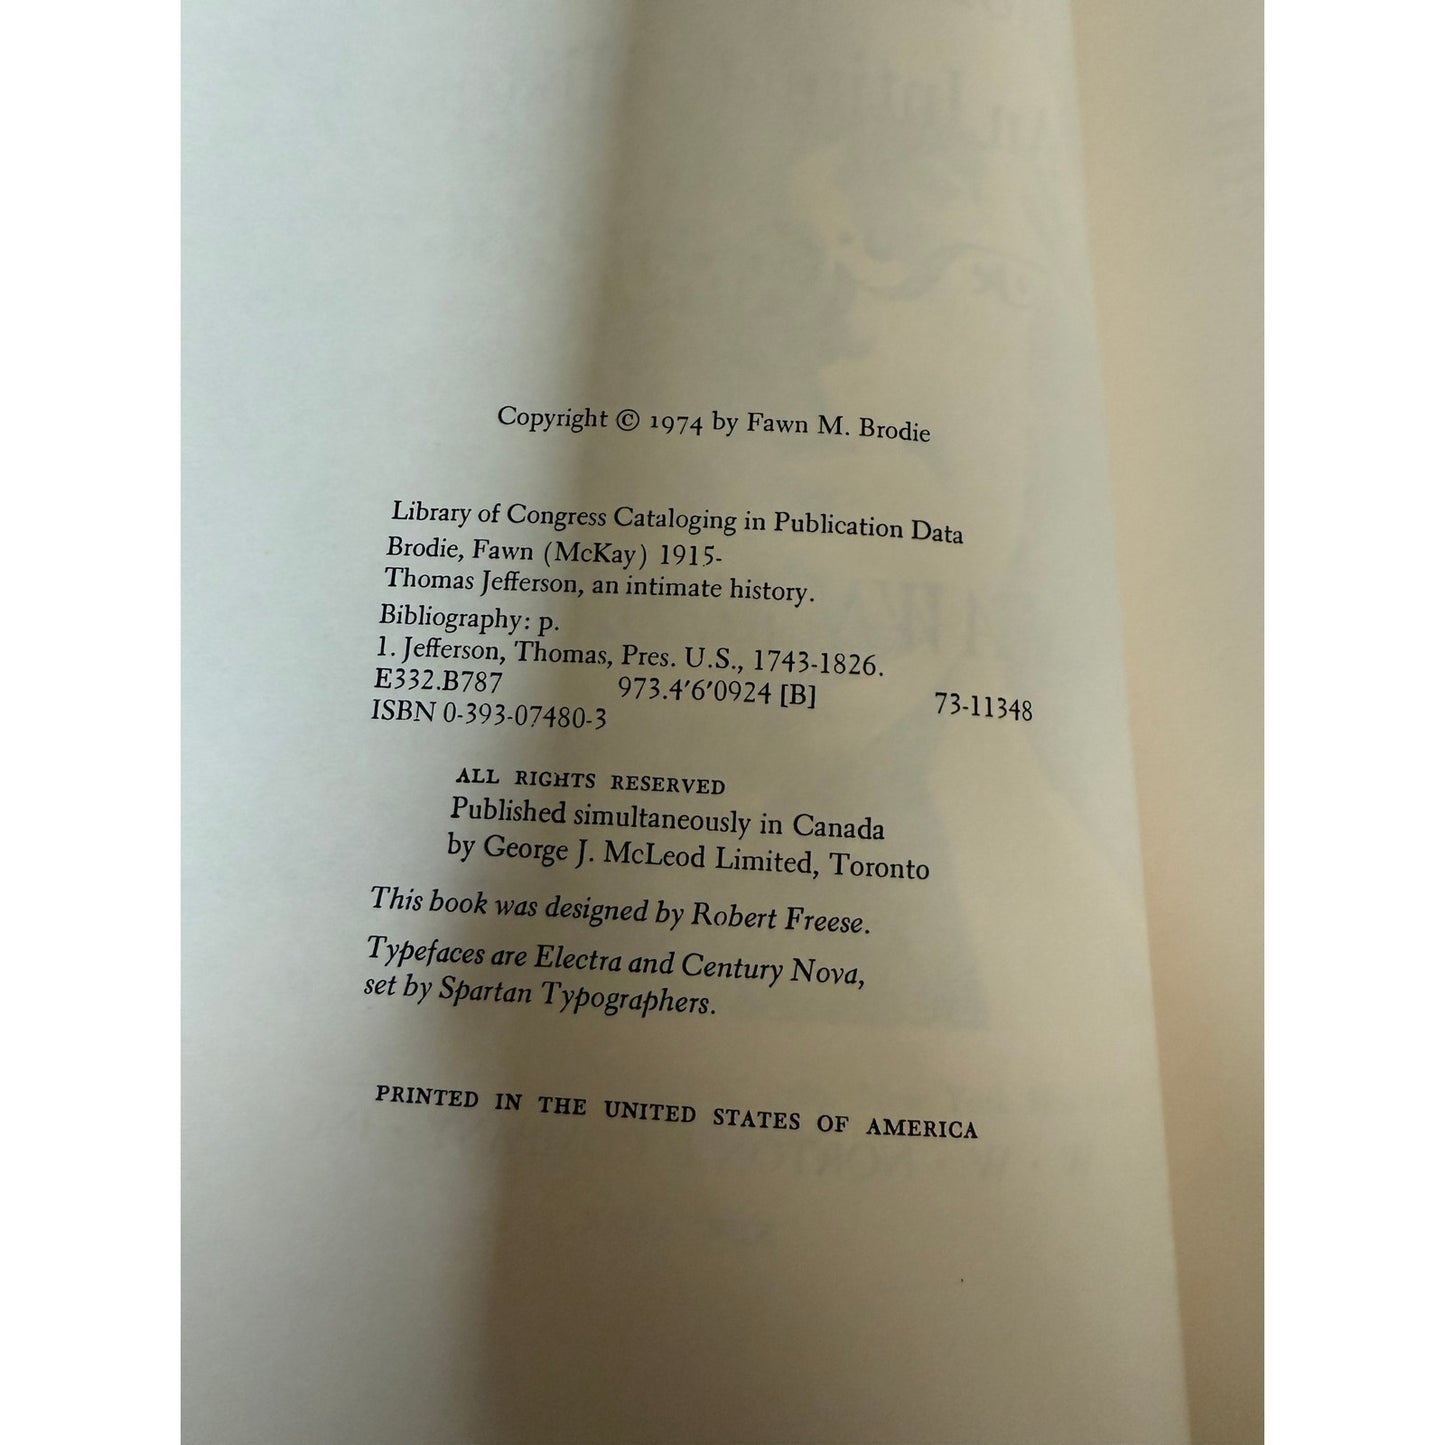 Copyright © 1974 by Fawn M. Brodie
Library of Congress Cataloging in Publication Data
Brodie, Fawn (McKay) 1915-
Thomas Jefferson, an intimate history.
Bibliography: p.
1. Jefferson, Thomas, Pres. U.S., 1743-1826.
E332.B787 973.4'6'0924 [B] 73-11348
ISBN 0-393-07480-3
ALL RIGHTS RESERVED
Published simultaneously in Canada
by George J. McLeod Limited, Toronto
This book was designed by Robert Freese.
Typefaces are Electra and Century Nova,
set by Spartan Typographers.
PRINTED IN THE UNITED STATES OF AMERICA